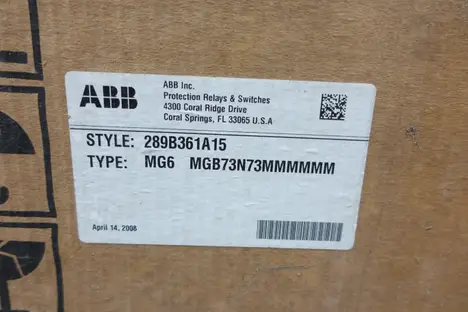 ABB
ABB Inc.
Protection Relays & Switches
4300 Coral Ridge Drive
Coral Springs, FL 33065 U.S.A
STYLE: 289B361A15
TYPE: MG6 MGB73N73MMMMMM
April 14, 2008